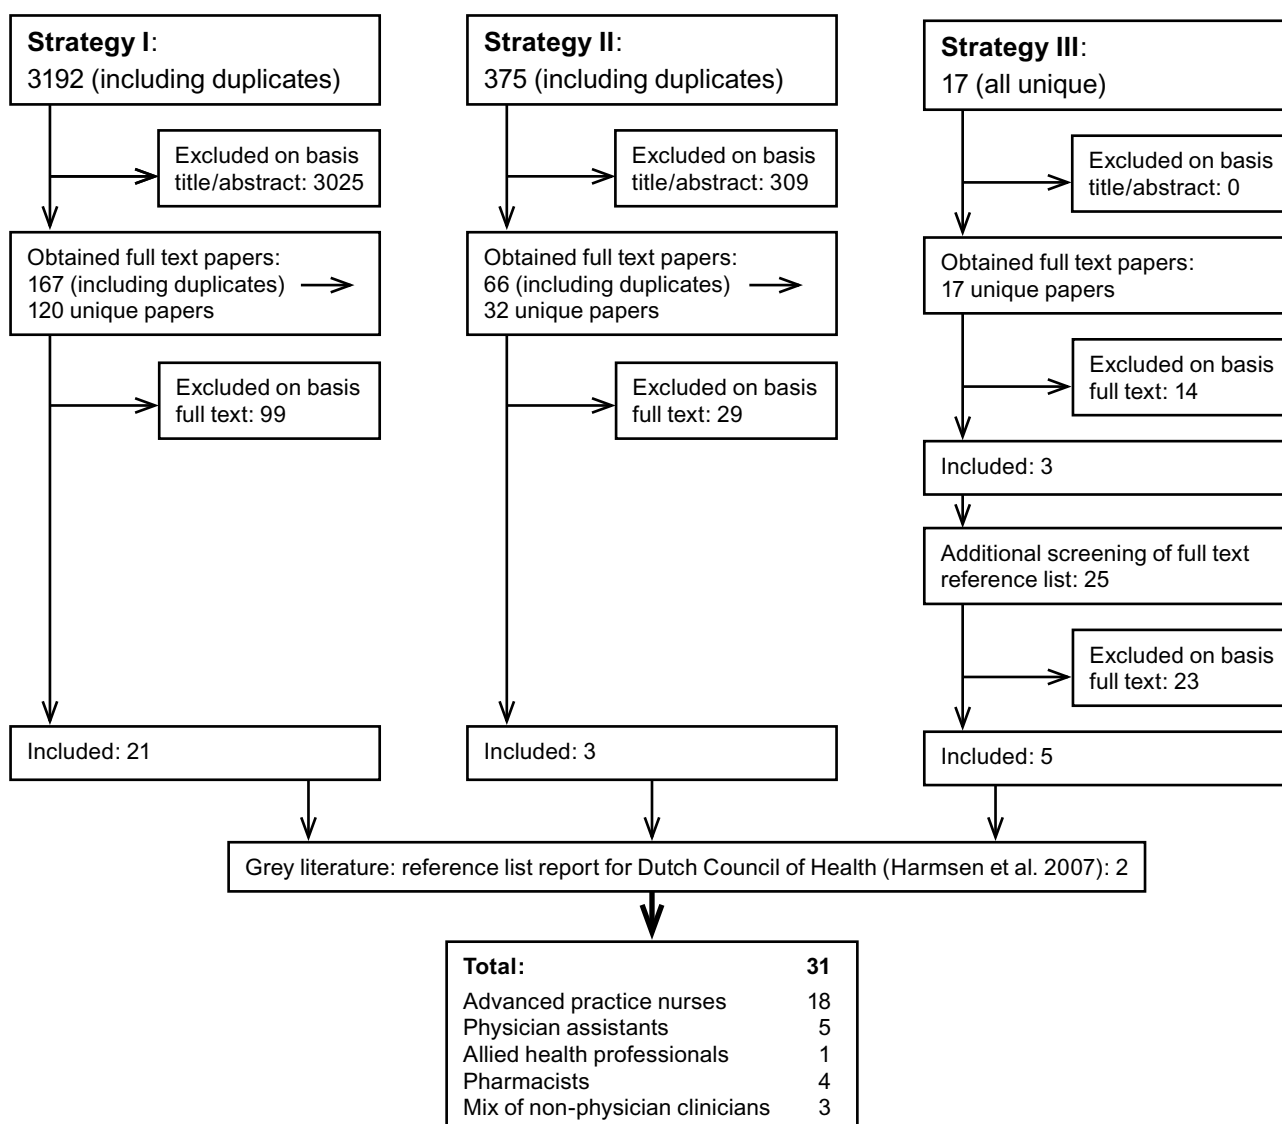 Strategy I:
3192 (including duplicates)
Excluded on basis
title/abstract: 3025
Obtained full text papers:
167 (including duplicates)
120 unique papers
Excluded on basis
full text: 99
Included: 21
Strategy II:
375 (including duplicates)
Excluded on basis
title/abstract: 309
Obtained full text papers:
66 (including duplicates)
32 unique papers
Excluded on basis
full text: 29
Included: 3
Strategy III:
17 (all unique)
Excluded on basis
title/abstract: 0
Obtained full text papers:
17 unique papers
Excluded on basis
full text: 14
Included: 3
Additional screening of full text
reference list: 25
Excluded on basis
full text: 23
Included: 5
Grey literature: reference list report for Dutch Council of Health (Harmsen et al. 2007): 2
Total: 31
Advanced practice nurses 18
Physician assistants 5
Allied health professionals 1
Pharmacists 4
Mix of non-physician clinicians 3